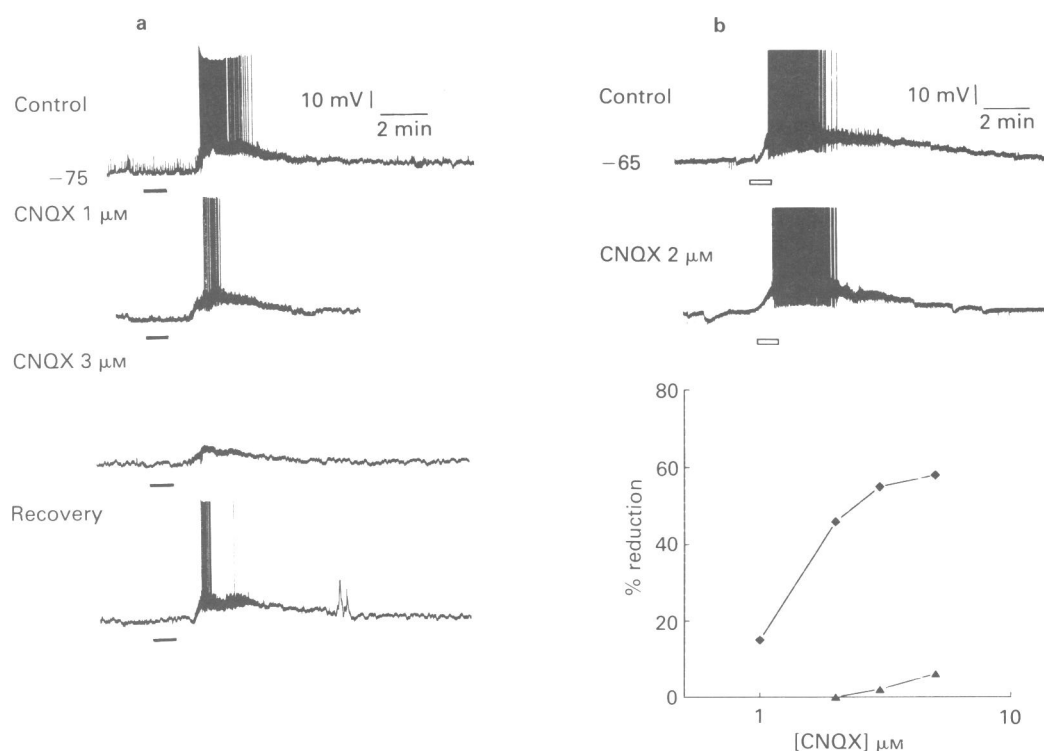 a
Control
10 mV
2 min
−75
CNQX 1 μM
CNQX 3 μM
Recovery
b
Control
10 mV
2 min
−65
CNQX 2 μM
80
60
40
20
0
% reduction
1
10
[CNQX] μM